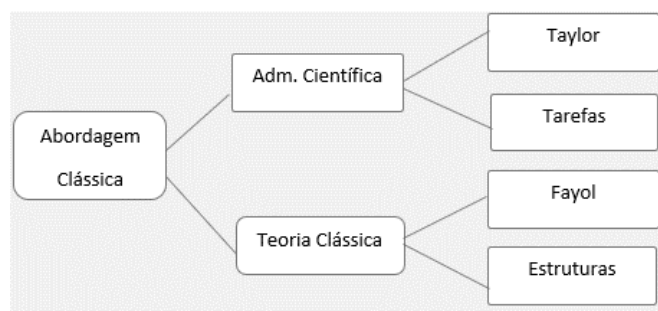 Abordagem
Clássica
Adm. Científica
Taylor
Tarefas
Teoria Clássica
Fayol
Estruturas